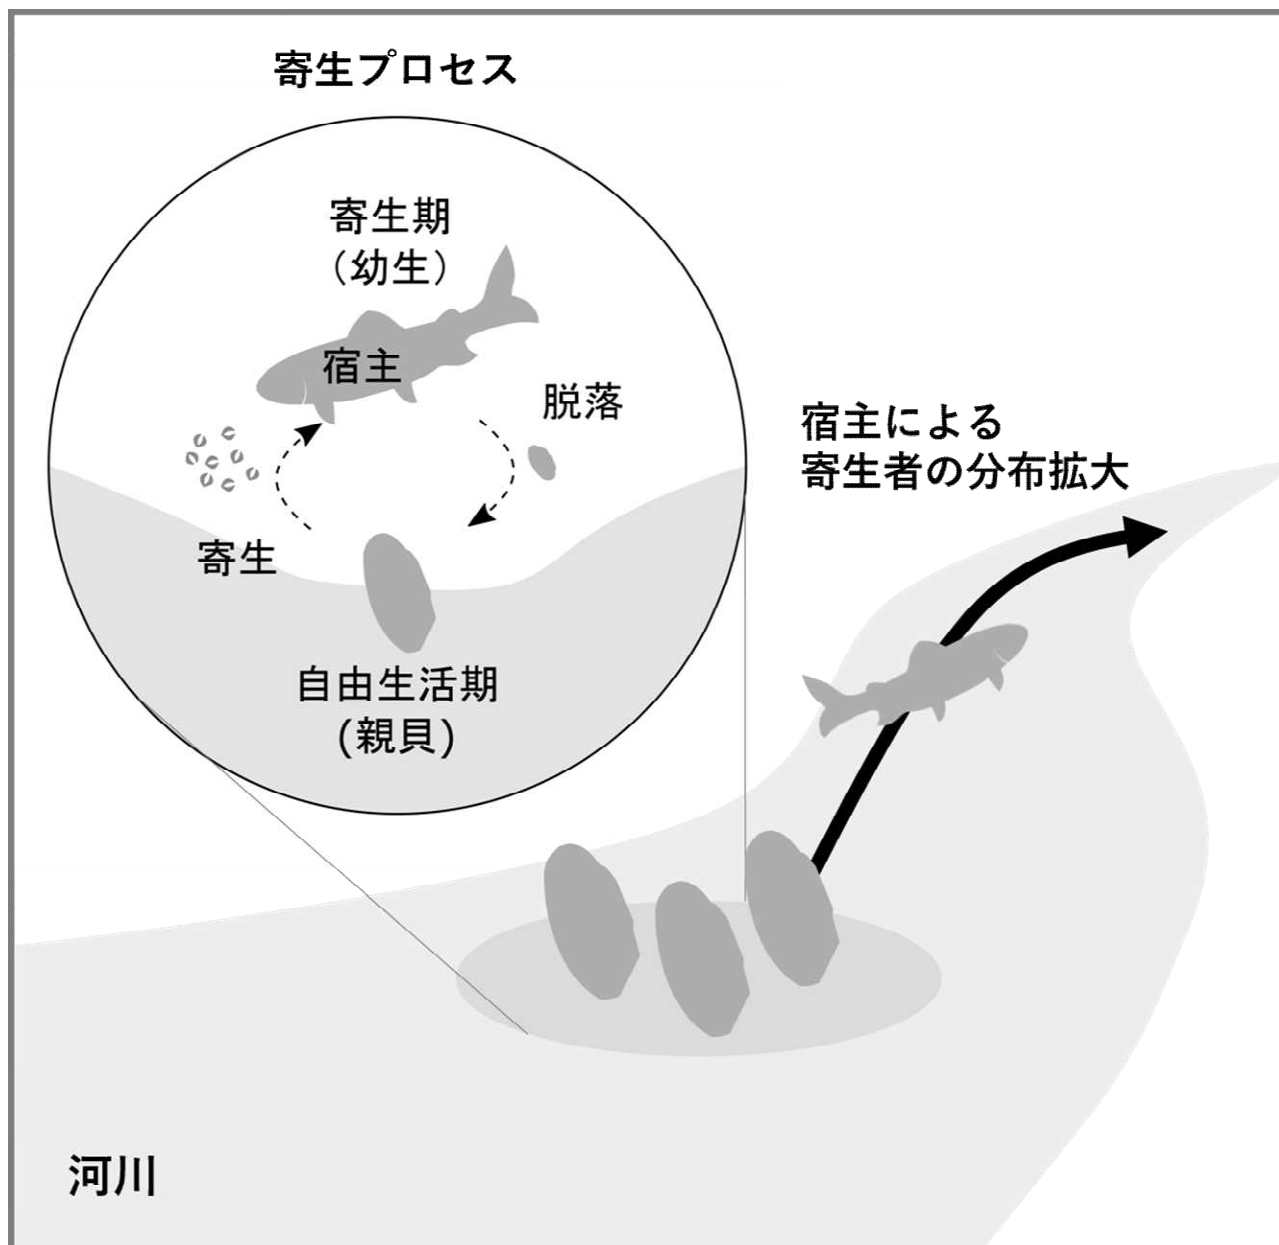 寄生プロセス
寄生期
（幼生）
宿主
脱落
寄生
自由生活期
(親貝)
宿主による
寄生者の分布拡大
河川